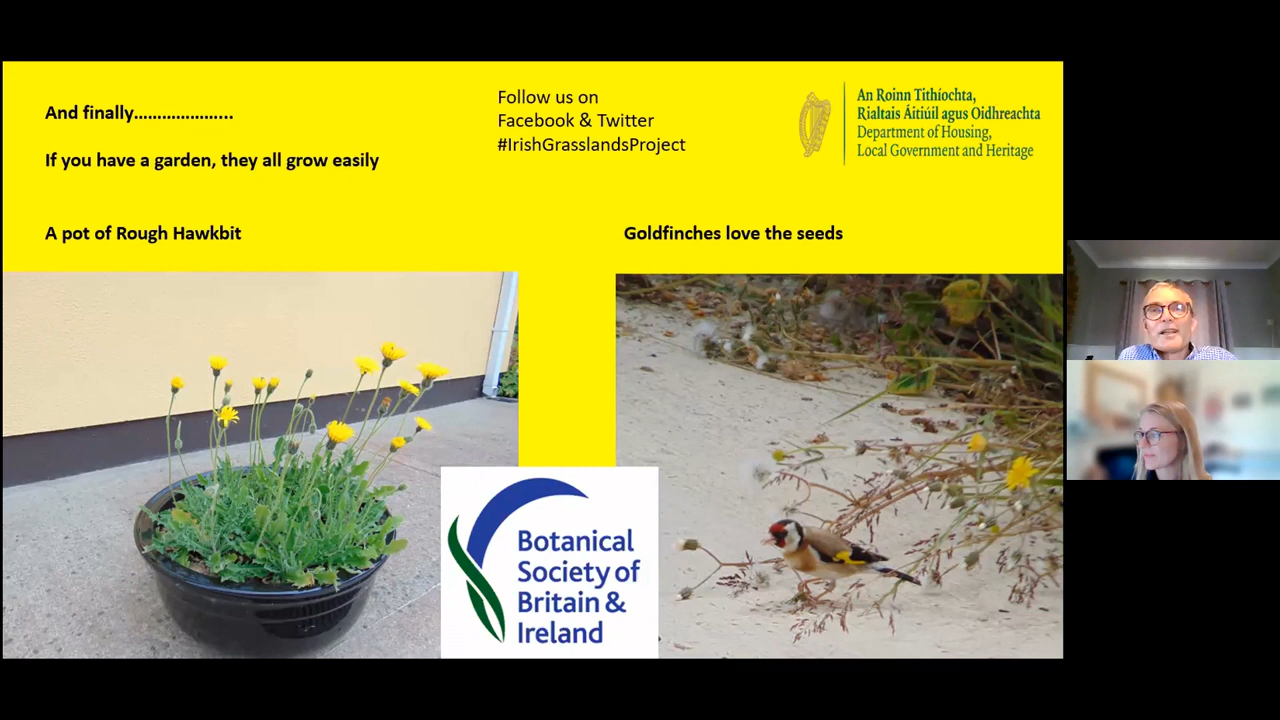 And finally.....................
If you have a garden, they all grow easily
Follow us on
Facebook & Twitter
#IrishGrasslandsProject
An Roinn Tithíochta,
Rialtais Áitiúil agus Oidhreachta
Department of Housing,
Local Government and Heritage
A pot of Rough Hawkbit
Goldfinches love the seeds
Botanical
Society of
Britain &
Ireland